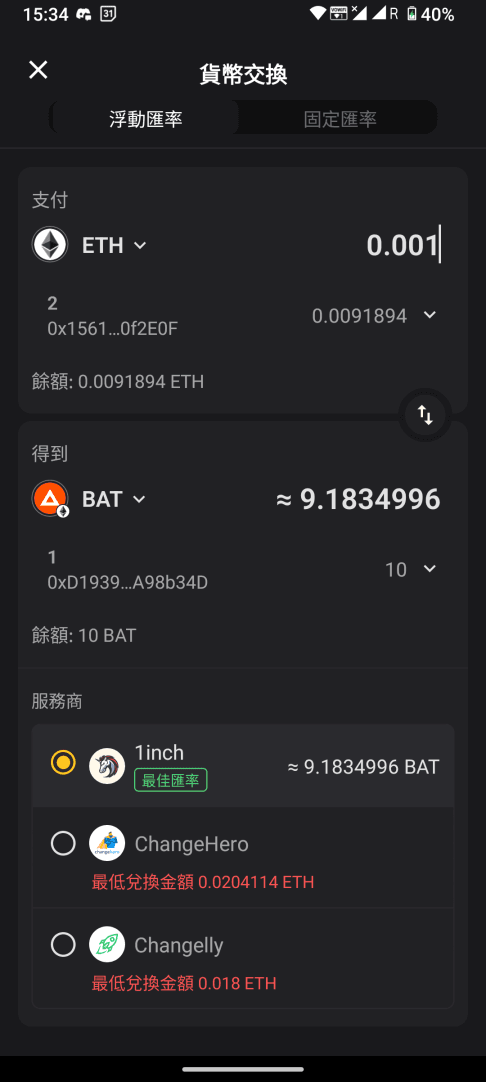 15:34 31 VOWIFI 1 R 40%
貨幣交換
浮動匯率 固定匯率
支付
ETH 0.001
2
0x1561...0f2E0F 0.0091894
餘額: 0.0091894 ETH
得到
BAT ≈ 9.1834996
1
0xD1939...A98b34D 10
餘額: 10 BAT
服務商
1inch
最佳匯率 ≈ 9.1834996 BAT
ChangeHero
最低兌換金額 0.0204114 ETH
Changelly
最低兌換金額 0.018 ETH